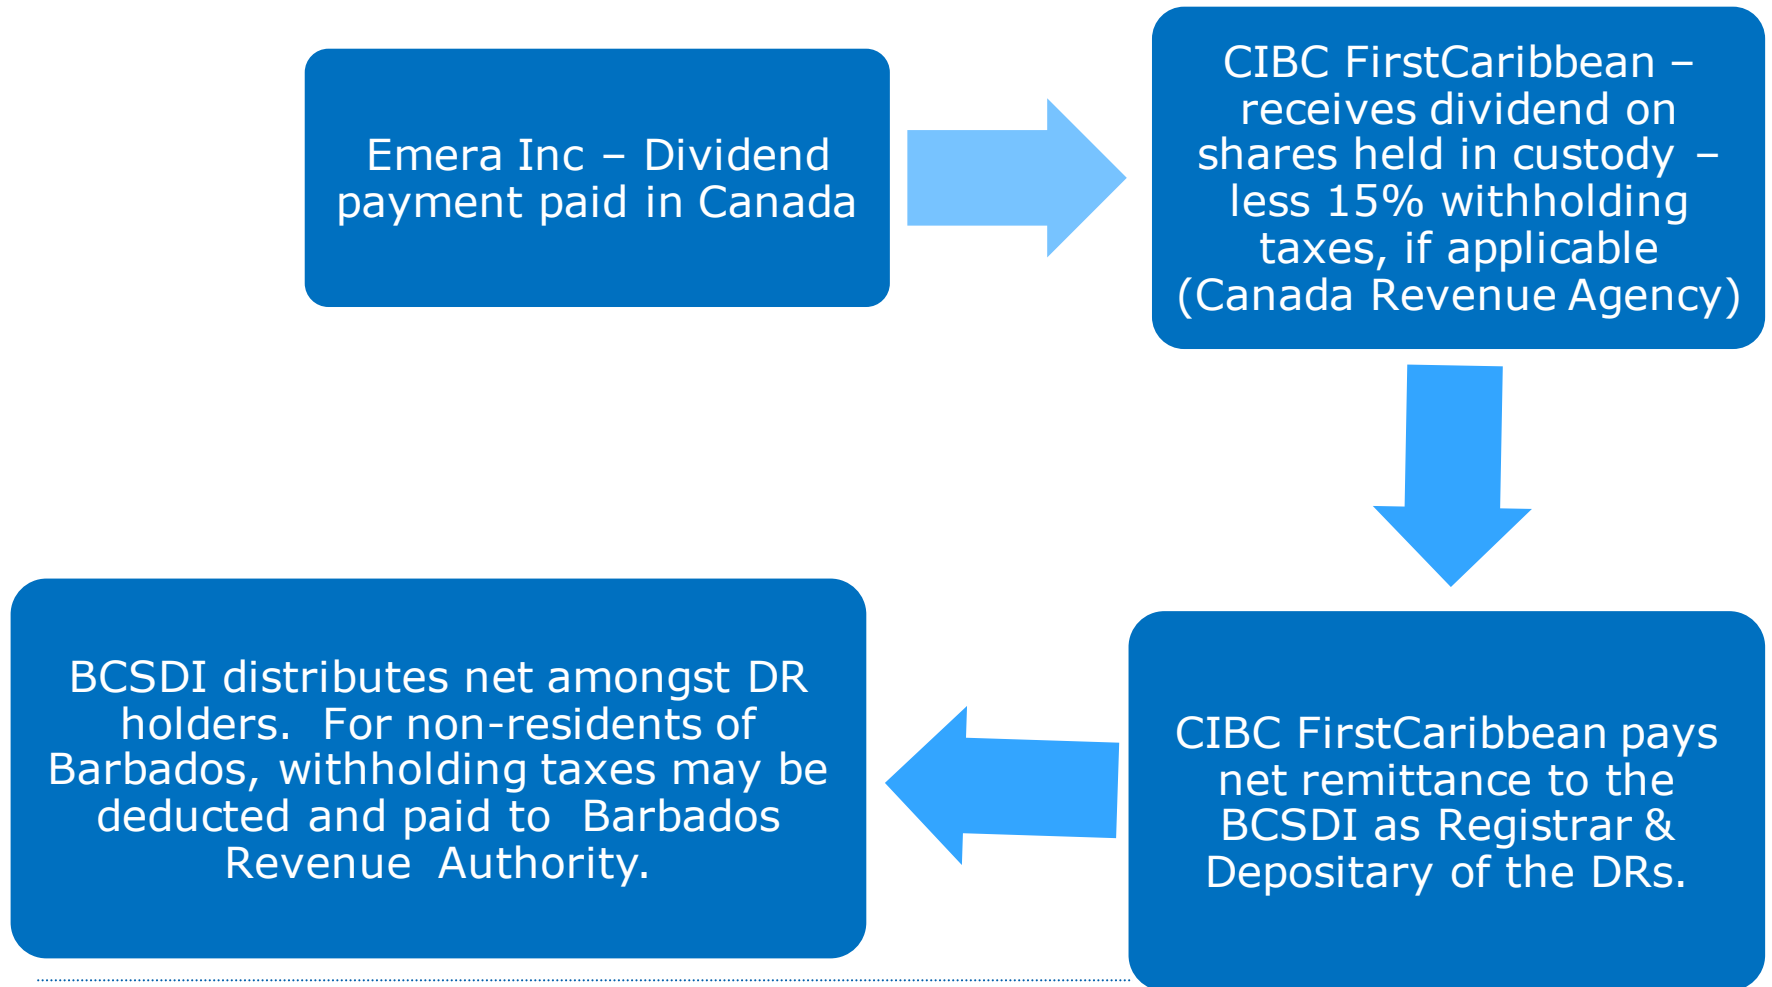 Emera Inc – Dividend
payment paid in Canada
CIBC FirstCaribbean –
receives dividend on
shares held in custody –
less 15% withholding
taxes, if applicable
(Canada Revenue Agency)
CIBC FirstCaribbean pays
net remittance to the
BCSDI as Registrar &
Depositary of the DRs.
BCSDI distributes net amongst DR
holders.  For non-residents of
Barbados, withholding taxes may be
deducted and paid to  Barbados
Revenue  Authority.